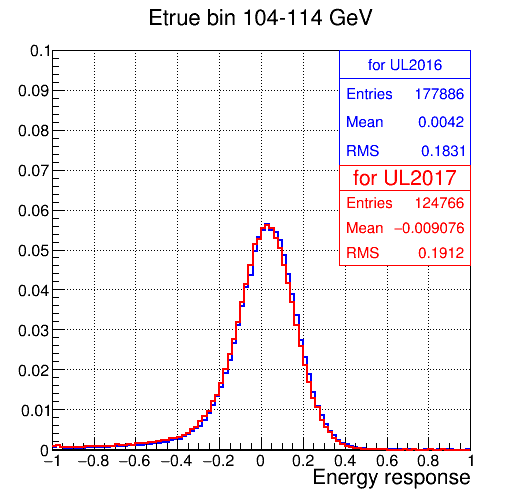 Etrue bin 104-114 GeV
for UL2016
Entries 177886
Mean 0.0042
RMS 0.1831
for UL2017
Entries 124766
Mean −0.009076
RMS 0.1912
0.1
0.09
0.08
0.07
0.06
0.05
0.04
0.03
0.02
0.01
0
−1 −0.8 −0.6 −0.4 −0.2 0 0.2 0.4 0.6 0.8 1
Energy response